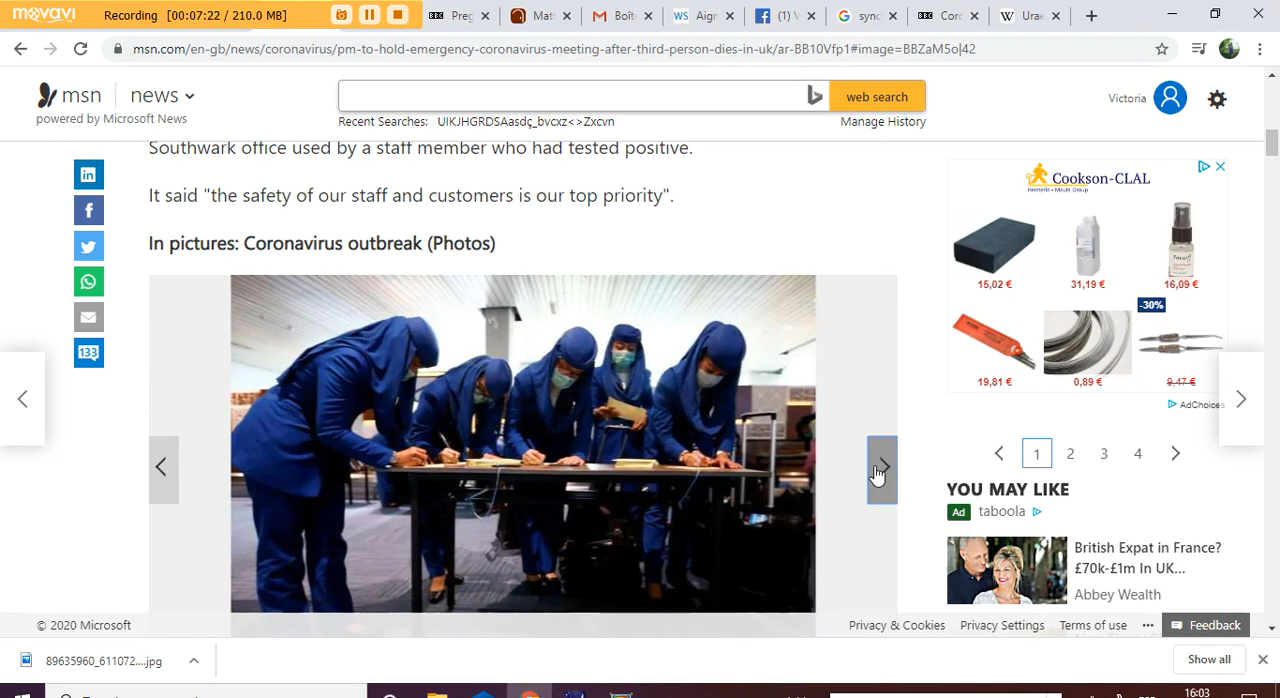 movavi Recording [00:07:22 / 210.0 MB]
Preg
Mat
Boît
WS Aign
(1) V
sync
Cor
Urae
msn.com/en-gb/news/coronavirus/pm-to-hold-emergency-coronavirus-meeting-after-third-person-dies-in-uk/ar-BB10Vfp1#image=BBZaM5o|42
msn news
powered by Microsoft News
web search
Recent Searches: UIKJHGRDSAasdç_bvcxz<>Zxcvn
Manage History
Victoria
Southwark office used by a staff member who had tested positive.
It said "the safety of our staff and customers is our top priority".
In pictures: Coronavirus outbreak (Photos)
133
Cookson-CLAL
15,02 €
31,19 €
16,09 €
-30%
19,81 €
0,89 €
9,47 €
AdChoices
1 2 3 4
YOU MAY LIKE
Ad taboola
British Expat in France?
£70k-£1m In UK...
Abbey Wealth
© 2020 Microsoft
Privacy & Cookies
Privacy Settings
Terms of use
Feedback
89635960_611072....jpg
Show all
16:03